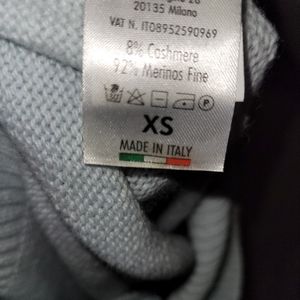 20135 Milano
VAT N. IT08952590969
8% Cashmere
92% Merinos Fine
XS
MADE IN ITALY